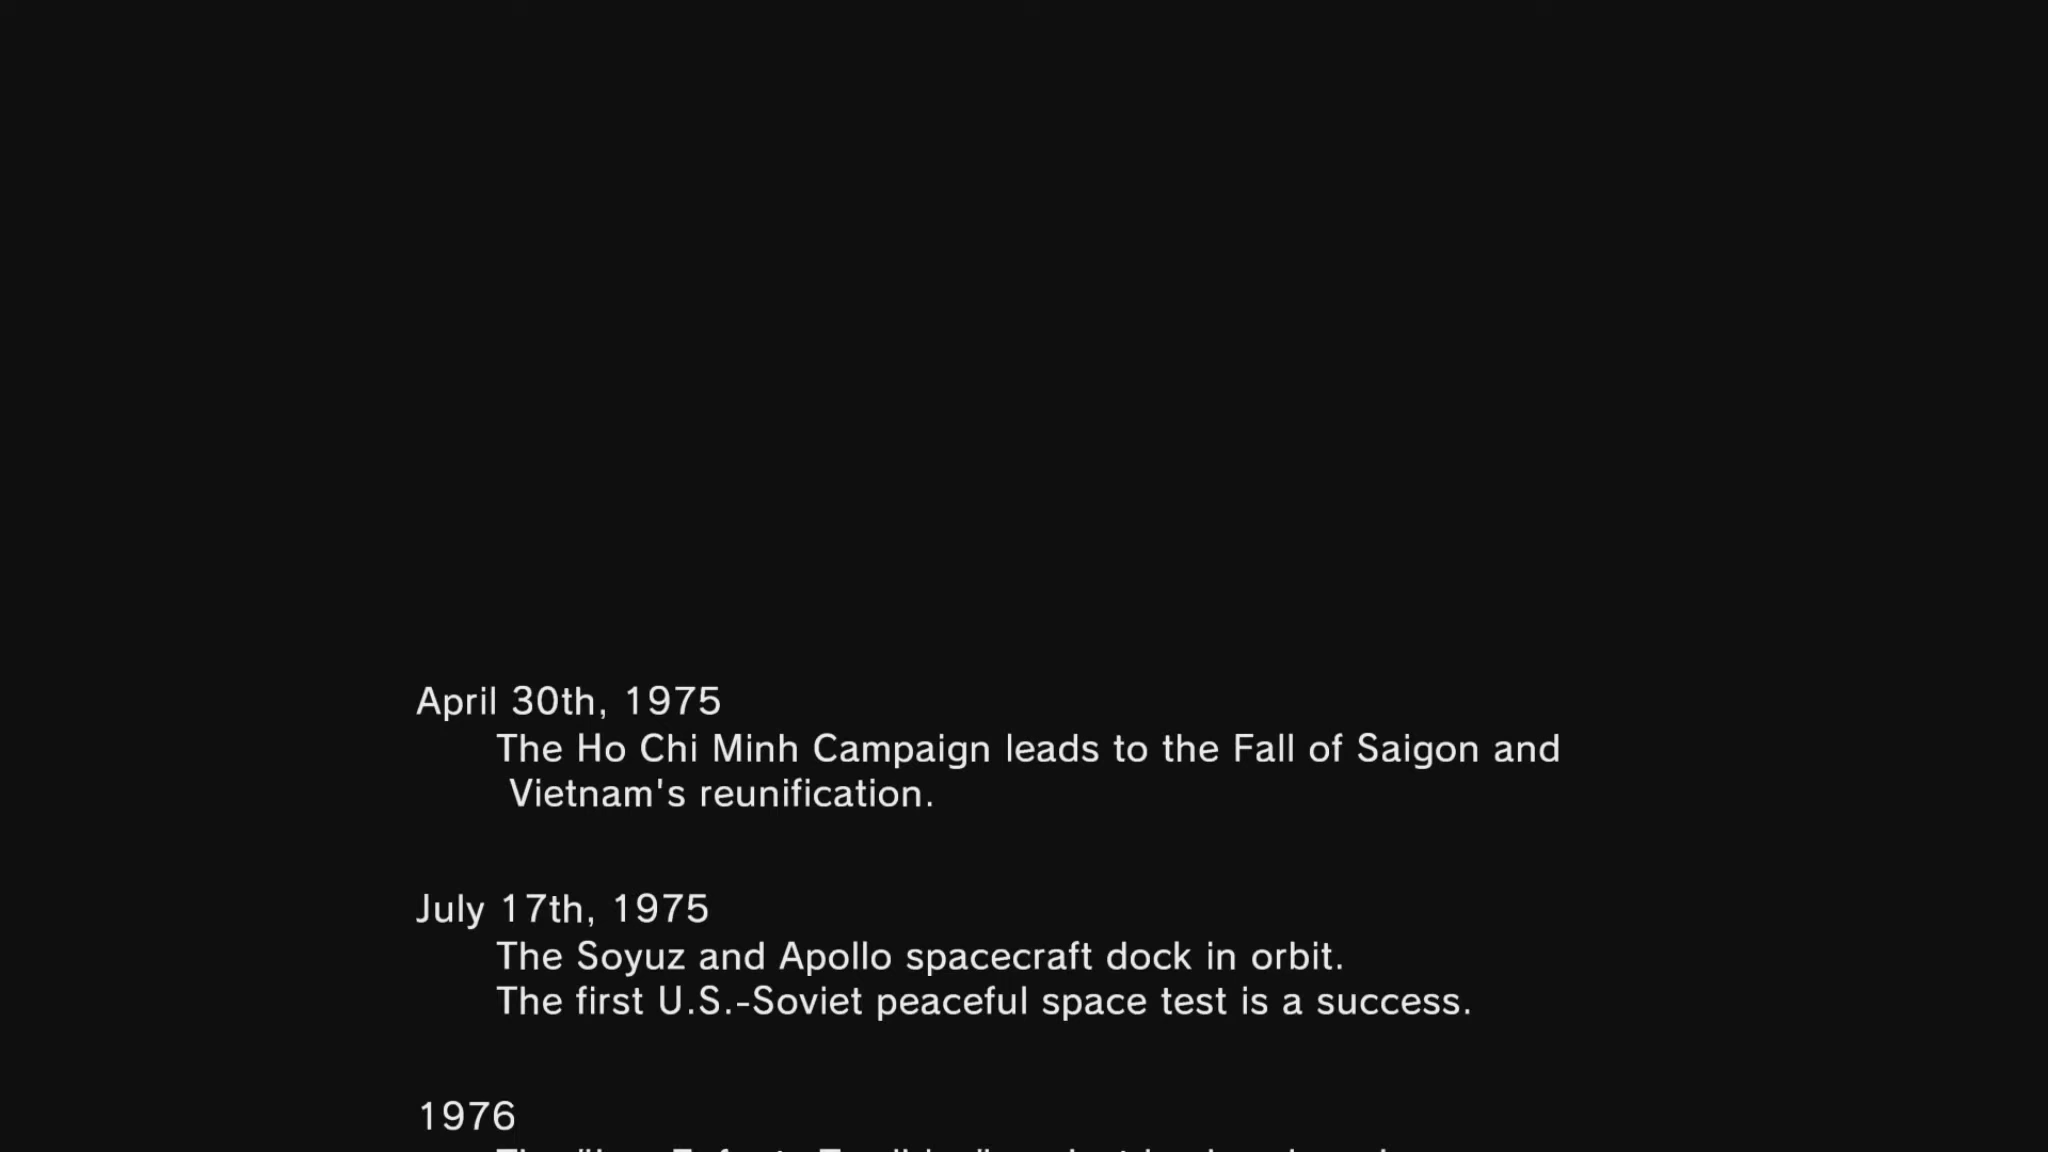 April 30th, 1975
The Ho Chi Minh Campaign leads to the Fall of Saigon and
Vietnam's reunification.
July 17th, 1975
The Soyuz and Apollo spacecraft dock in orbit.
The first U.S.-Soviet peaceful space test is a success.
1976